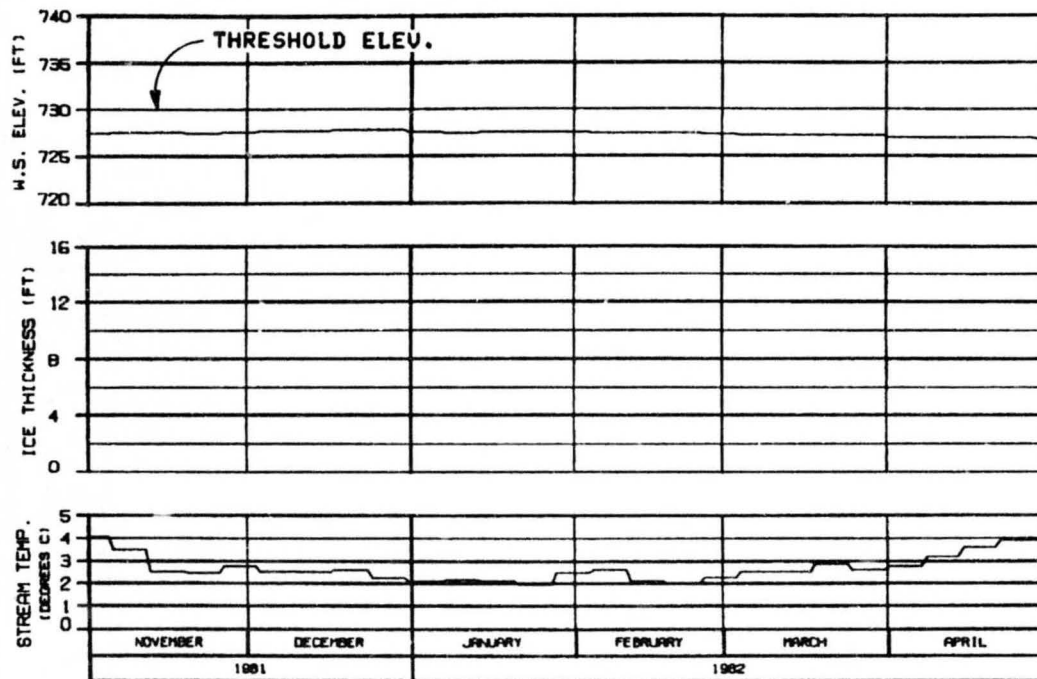 W.S. ELEV. (FT)
740
735
730
725
720
THRESHOLD ELEV.
ICE THICKNESS (FT)
16
12
8
4
0
STREAM TEMP.
(DEGREES C)
5
4
3
2
1
0
NOVEMBER DECEMBER JANUARY FEBRUARY MARCH APRIL
1981 1982